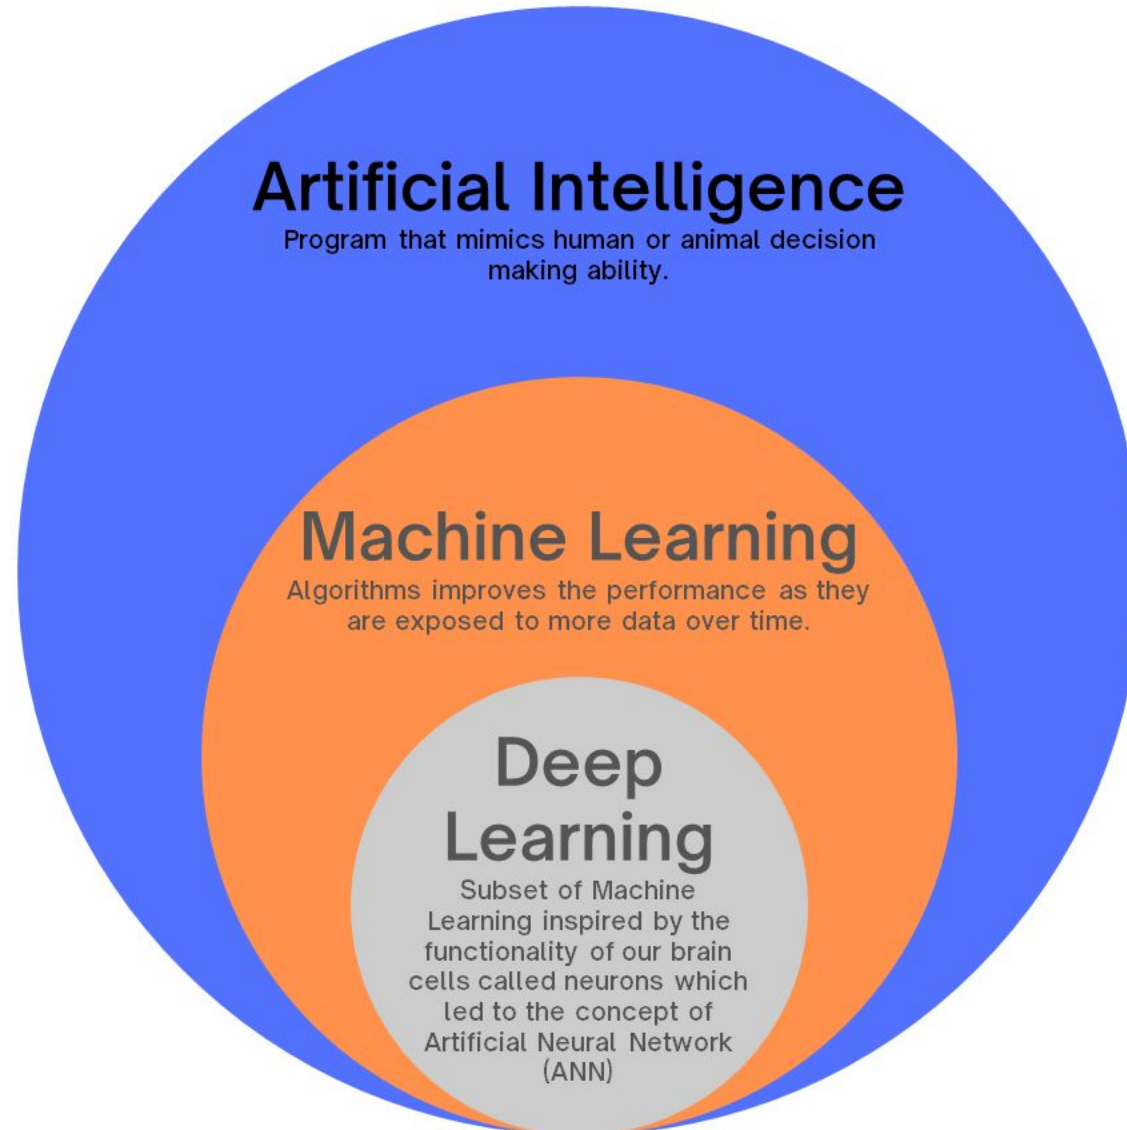 Artificial Intelligence
Program that mimics human or animal decision
making ability.
Machine Learning
Algorithms improves the performance as they
are exposed to more data over time.
Deep
Learning
Subset of Machine
Learning inspired by the
functionality of our brain
cells called neurons which
led to the concept of
Artificial Neural Network
(ANN)